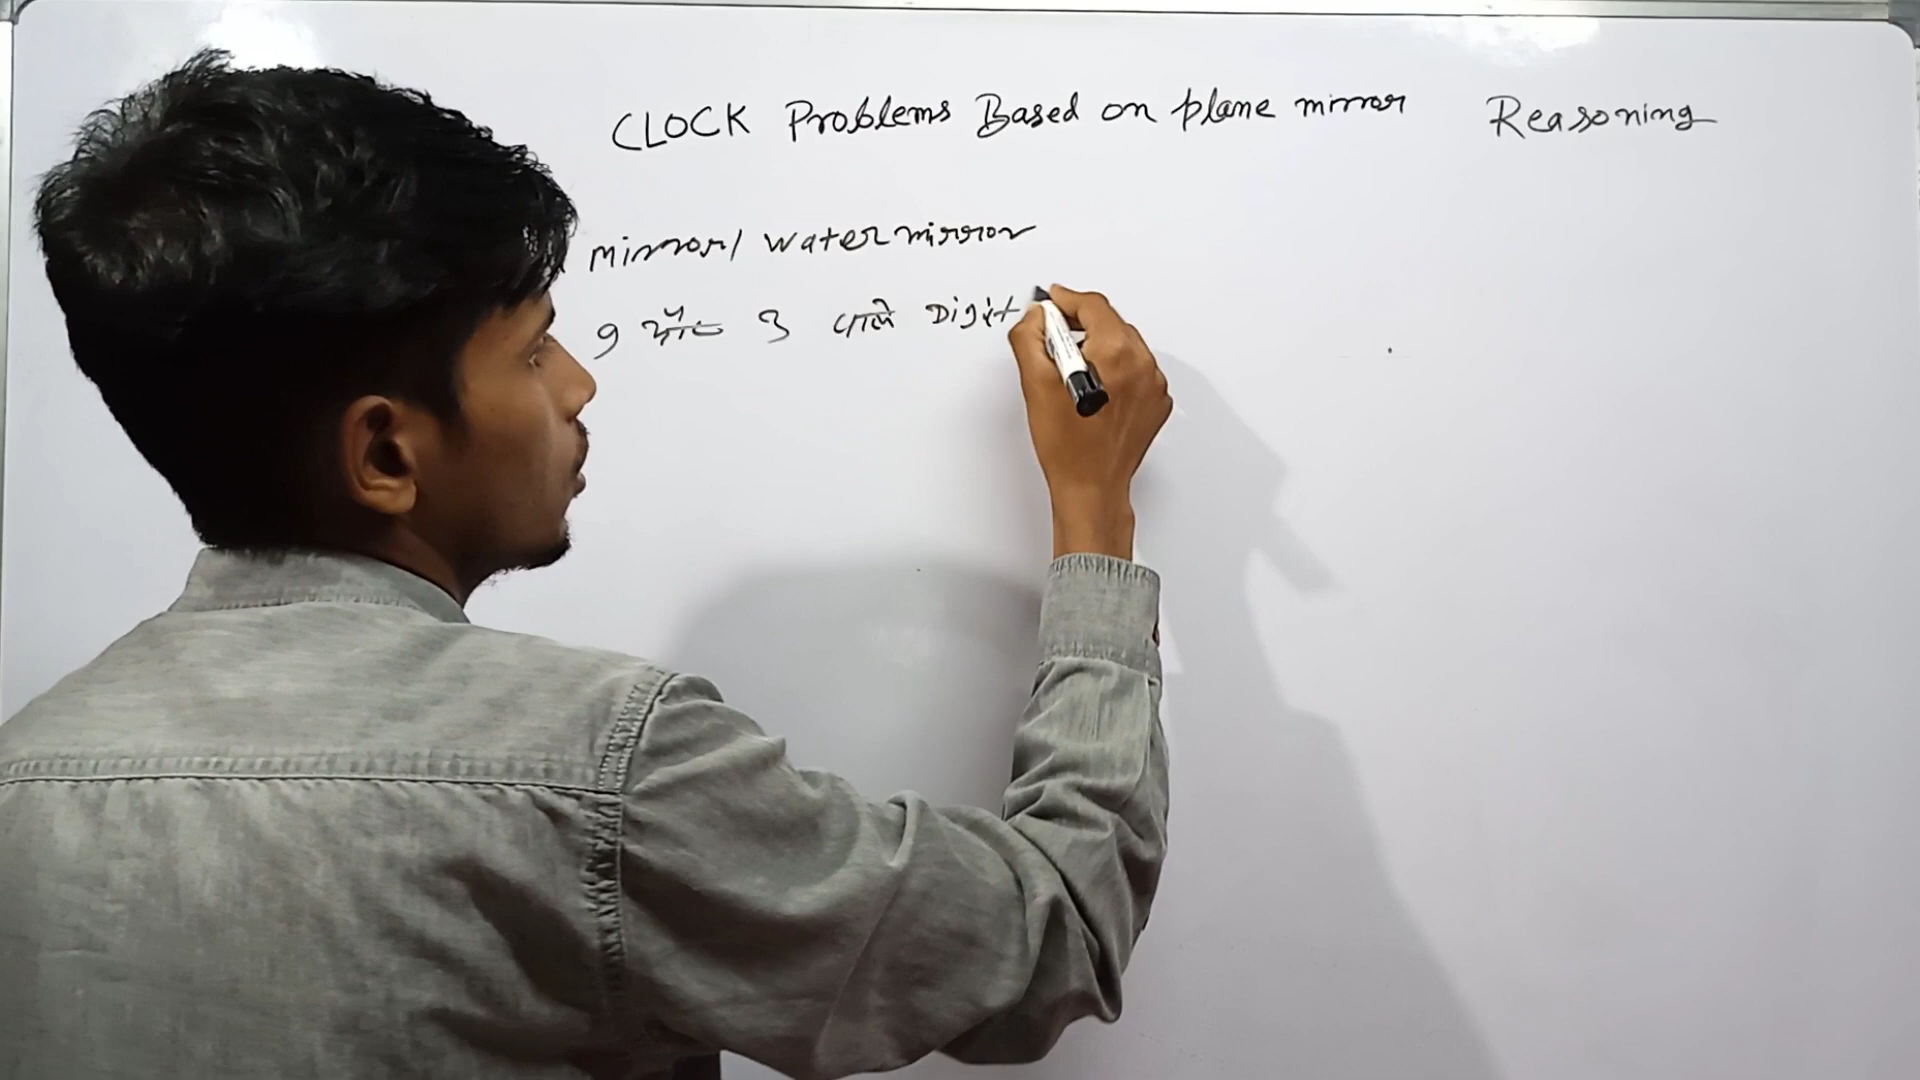 CLOCK Problems Based on plane mirror Reasoning
mirror/ water mirror
9 और 3 वाले Digit